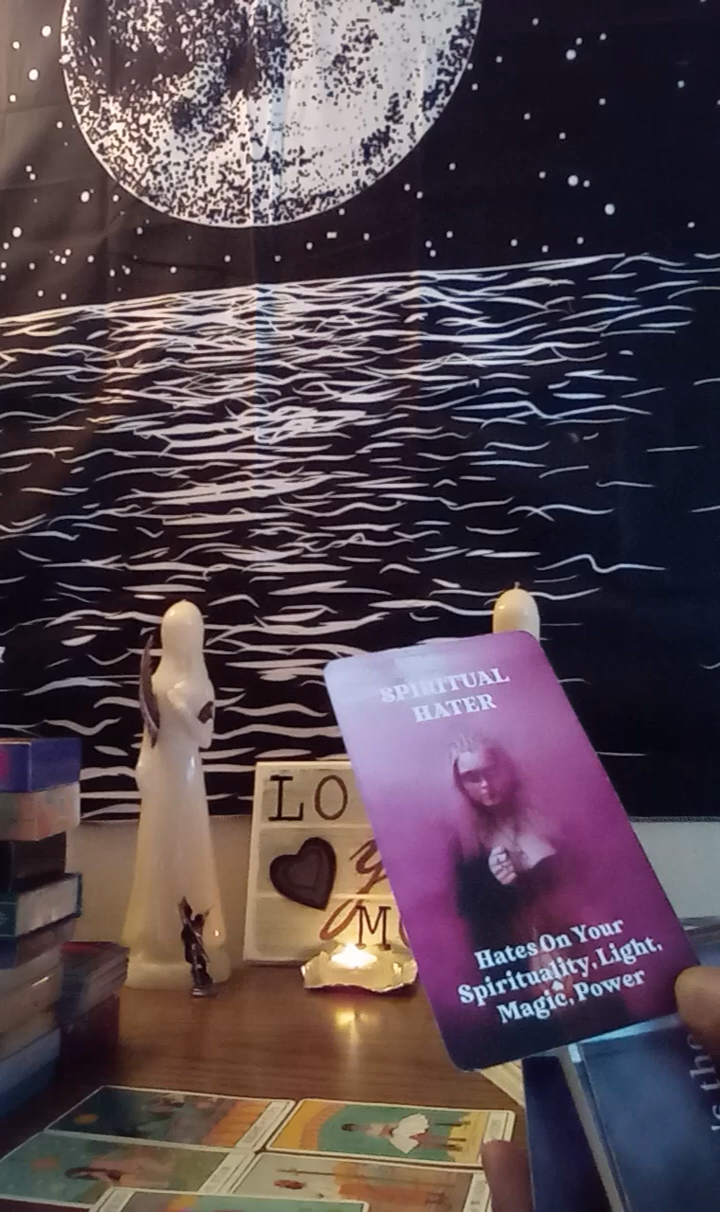 SPIRITUAL
HATER
LO
M
Hates On Your
Spirituality, Light,
Magic, Power